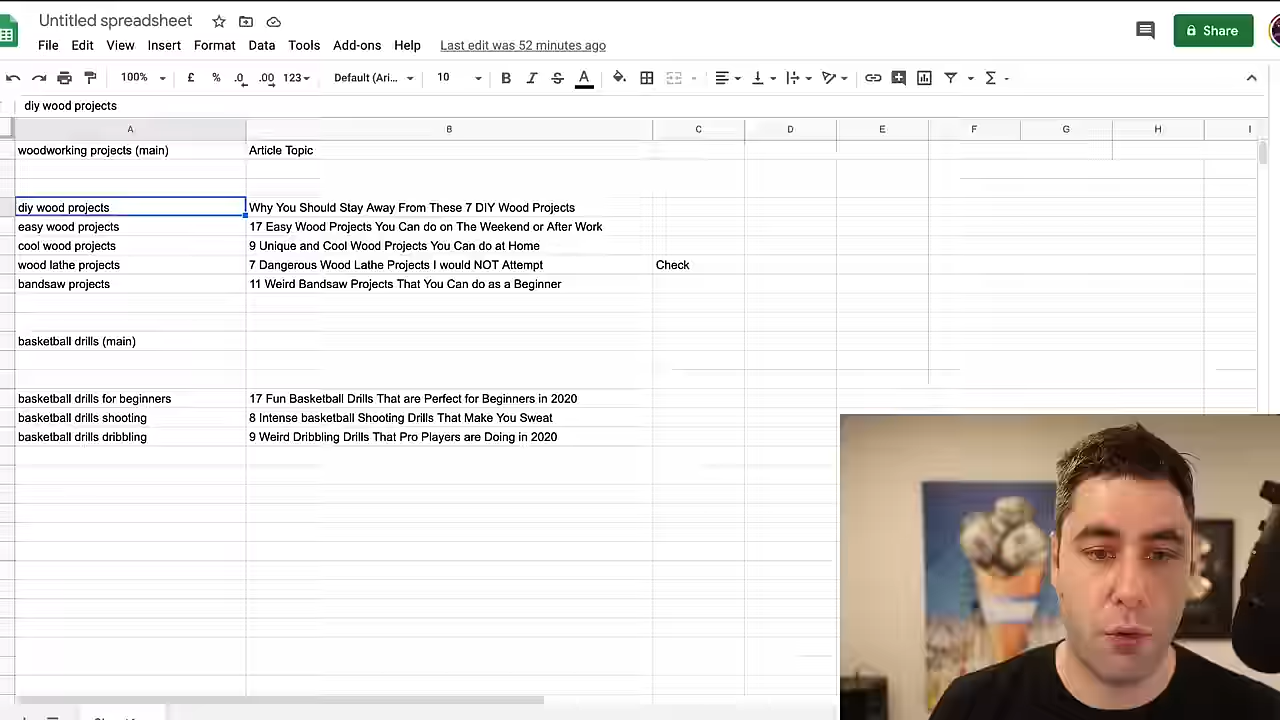 Untitled spreadsheet
File Edit View Insert Format Data Tools Add-ons Help Last edit was 52 minutes ago
Share
100% £ % .0 .00 123 Default (Ari... 10 B I S A Σ
diy wood projects
A B C D E F G H I
woodworking projects (main) Article Topic
diy wood projects Why You Should Stay Away From These 7 DIY Wood Projects
easy wood projects 17 Easy Wood Projects You Can do on The Weekend or After Work
cool wood projects 9 Unique and Cool Wood Projects You Can do at Home
wood lathe projects 7 Dangerous Wood Lathe Projects I would NOT Attempt Check
bandsaw projects 11 Weird Bandsaw Projects That You Can do as a Beginner
basketball drills (main)
basketball drills for beginners 17 Fun Basketball Drills That are Perfect for Beginners in 2020
basketball drills shooting 8 Intense basketball Shooting Drills That Make You Sweat
basketball drills dribbling 9 Weird Dribbling Drills That Pro Players are Doing in 2020